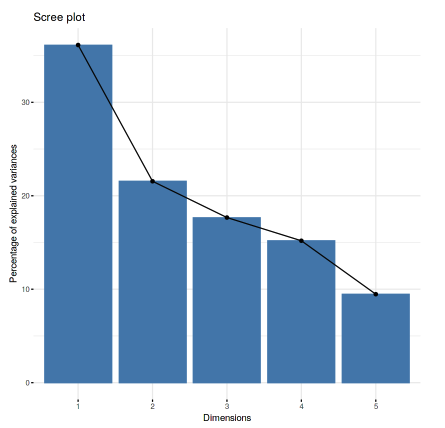 Scree plot
Percentage of explained variances
30
20
10
0
1 2 3 4 5
Dimensions